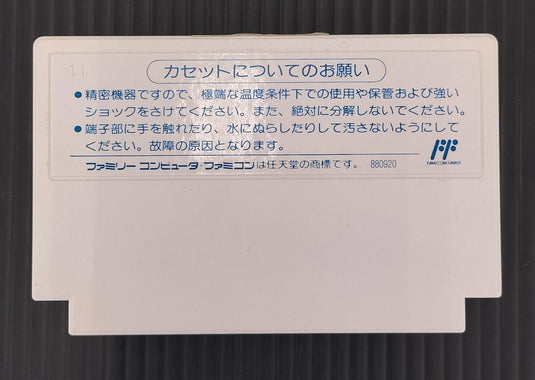 11
カセットについてのお願い
●精密機器ですので、極端な温度条件下での使用や保管および強い
ショックをさけてください。また、絶対に分解しないでください。
●端子部に手を触れたり、水にぬらしたりして汚さないようにして
ください。故障の原因となります。
ファミリーコンピュータ・ファミコンは任天堂の商標です。 880920
FAMICOM FAMILY